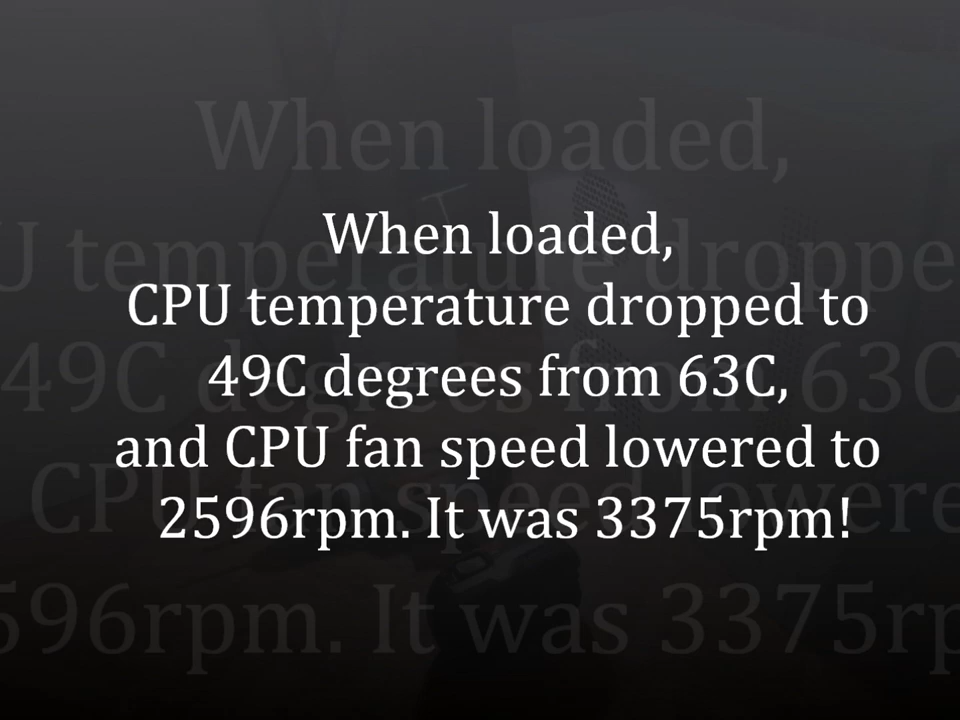 When loaded,
CPU temperature dropped to
49C degrees from 63C,
and CPU fan speed lowered to
2596rpm. It was 3375rpm!